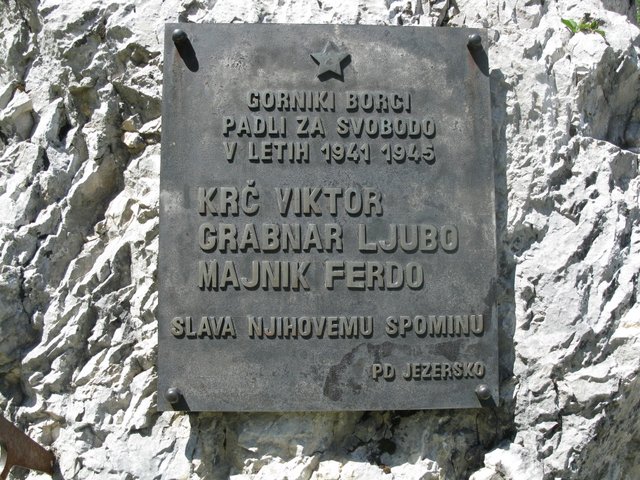 GORNIKI BORCI
PADLI ZA SVOBODO
V LETIH 1941 1945
KRČ VIKTOR
GRABNAR LJUBO
MAJNIK FERDO
SLAVA NJIHOVEMU SPOMINU
PD JEZERSKO